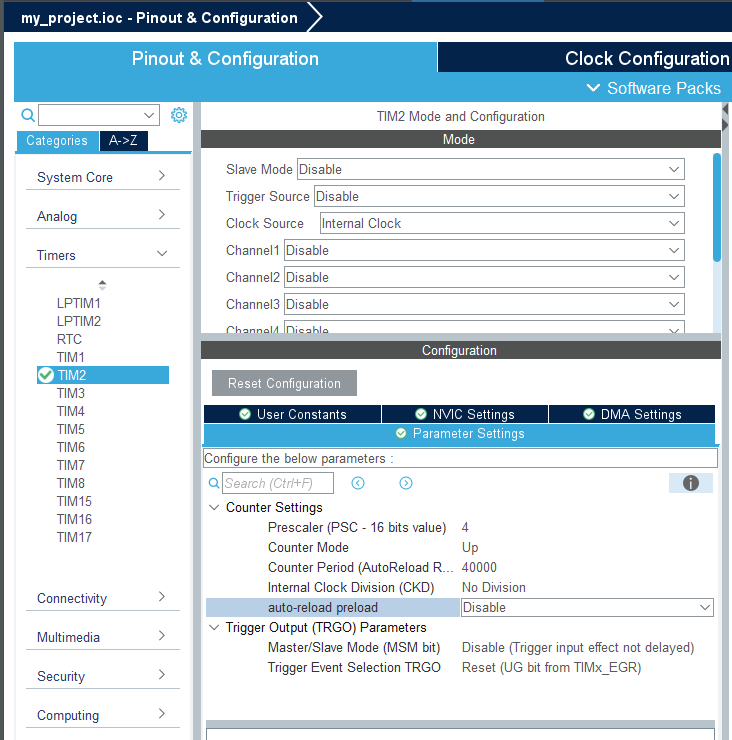 my_project.ioc - Pinout & Configuration
Pinout & Configuration
Clock Configuration
Software Packs
Categories
A->Z
System Core
Analog
Timers
LPTIM1
LPTIM2
RTC
TIM1
TIM2
TIM3
TIM4
TIM5
TIM6
TIM7
TIM8
TIM15
TIM16
TIM17
Connectivity
Multimedia
Security
Computing
TIM2 Mode and Configuration
Mode
Slave Mode Disable
Trigger Source Disable
Clock Source Internal Clock
Channel1 Disable
Channel2 Disable
Channel3 Disable
Channel4 Disable
Configuration
Reset Configuration
User Constants
NVIC Settings
DMA Settings
Parameter Settings
Configure the below parameters :
Search (Ctrl+F)
Counter Settings
Prescaler (PSC - 16 bits value) 4
Counter Mode Up
Counter Period (AutoReload R... 40000
Internal Clock Division (CKD) No Division
auto-reload preload Disable
Trigger Output (TRGO) Parameters
Master/Slave Mode (MSM bit) Disable (Trigger input effect not delayed)
Trigger Event Selection TRGO Reset (UG bit from TIMx_EGR)